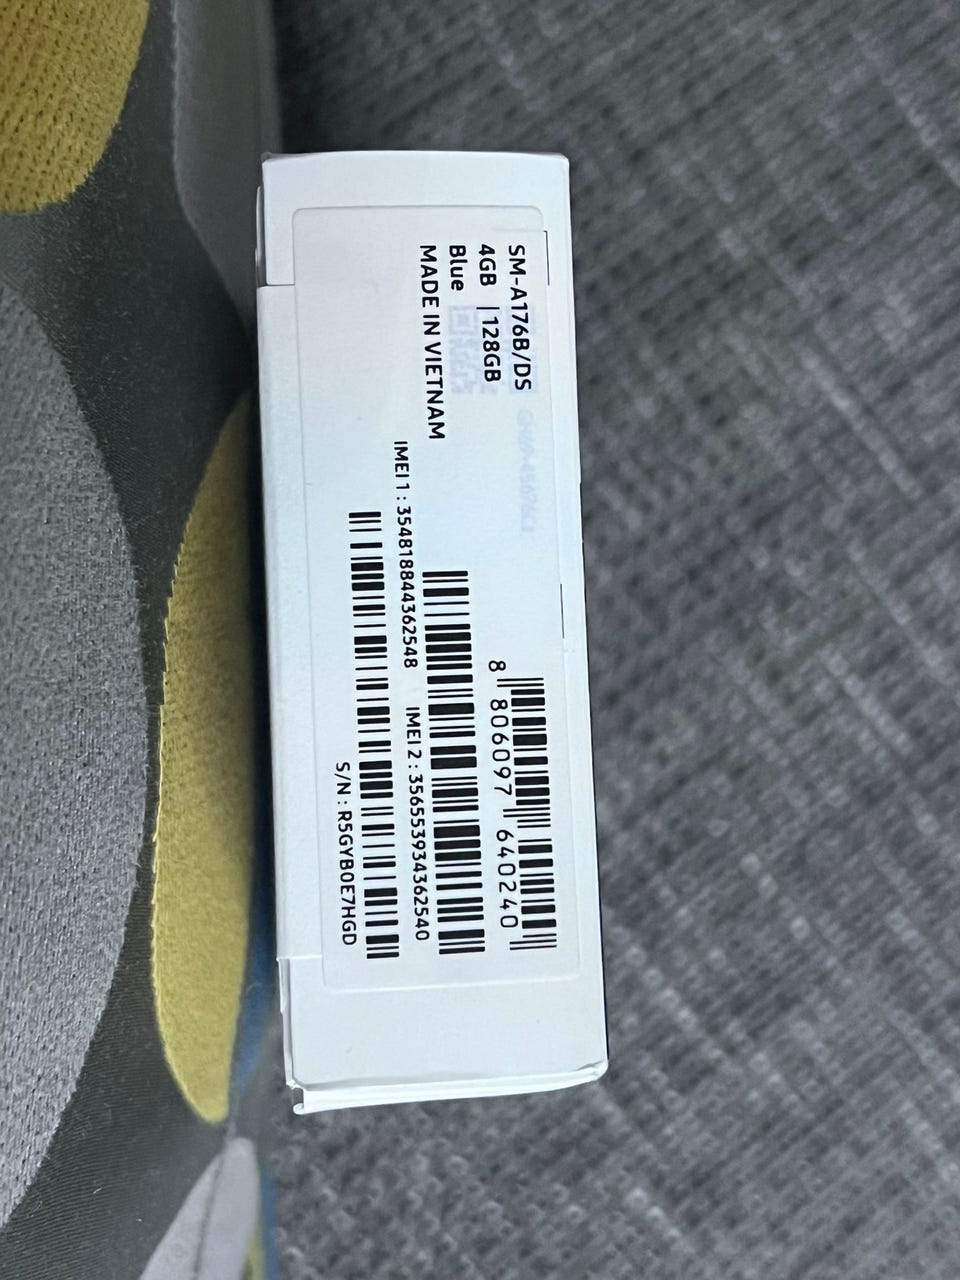 SM-A176B/DS
4GB | 128GB
Blue
MADE IN VIETNAM
8 806097 640240
IMEI 1 : 354818844362548 IMEI 2 : 356553934362540
S/N : R5GYB0E7HGD